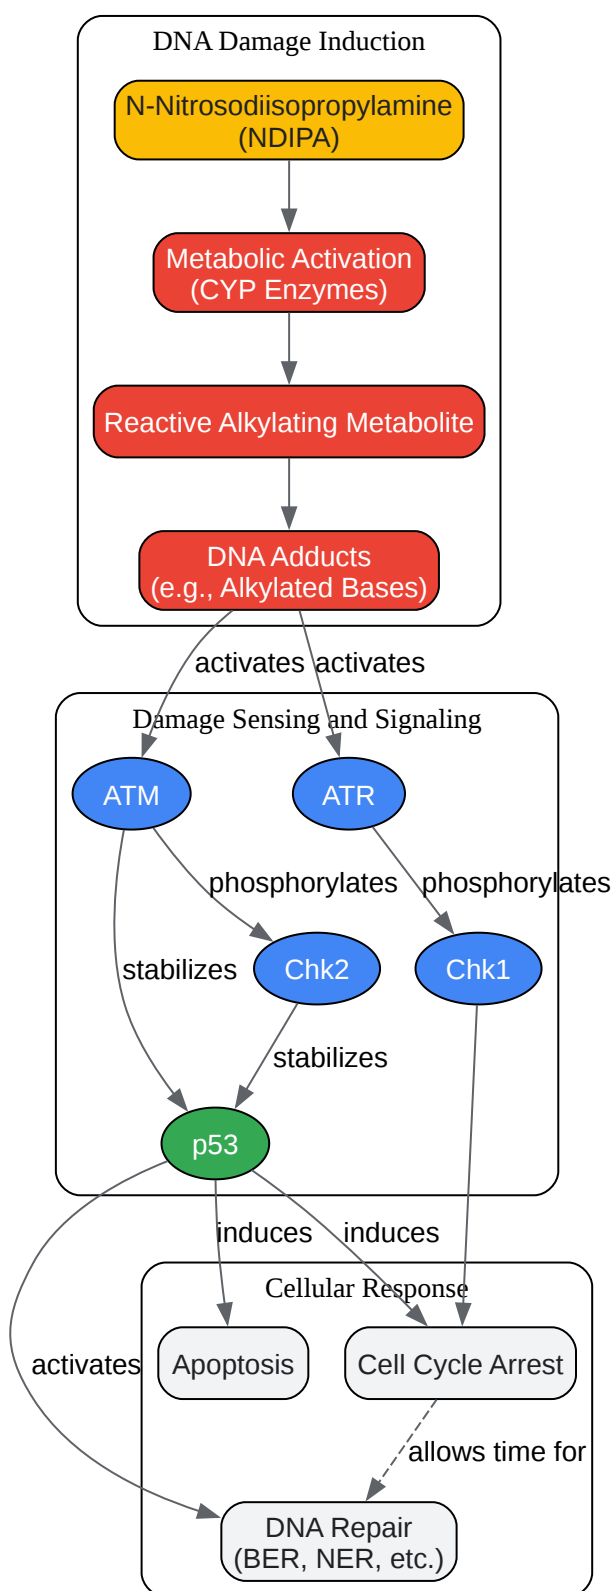 DNA Damage Induction
N-Nitrosodiisopropylamine
(NDIPA)
Metabolic Activation
(CYP Enzymes)
Reactive Alkylating Metabolite
DNA Adducts
(e.g., Alkylated Bases)
activates
activates
Damage Sensing and Signaling
ATM
ATR
phosphorylates
phosphorylates
stabilizes
Chk2
Chk1
stabilizes
p53
induces
induces
Cellular Response
activates
Apoptosis
Cell Cycle Arrest
allows time for
DNA Repair
(BER, NER, etc.)